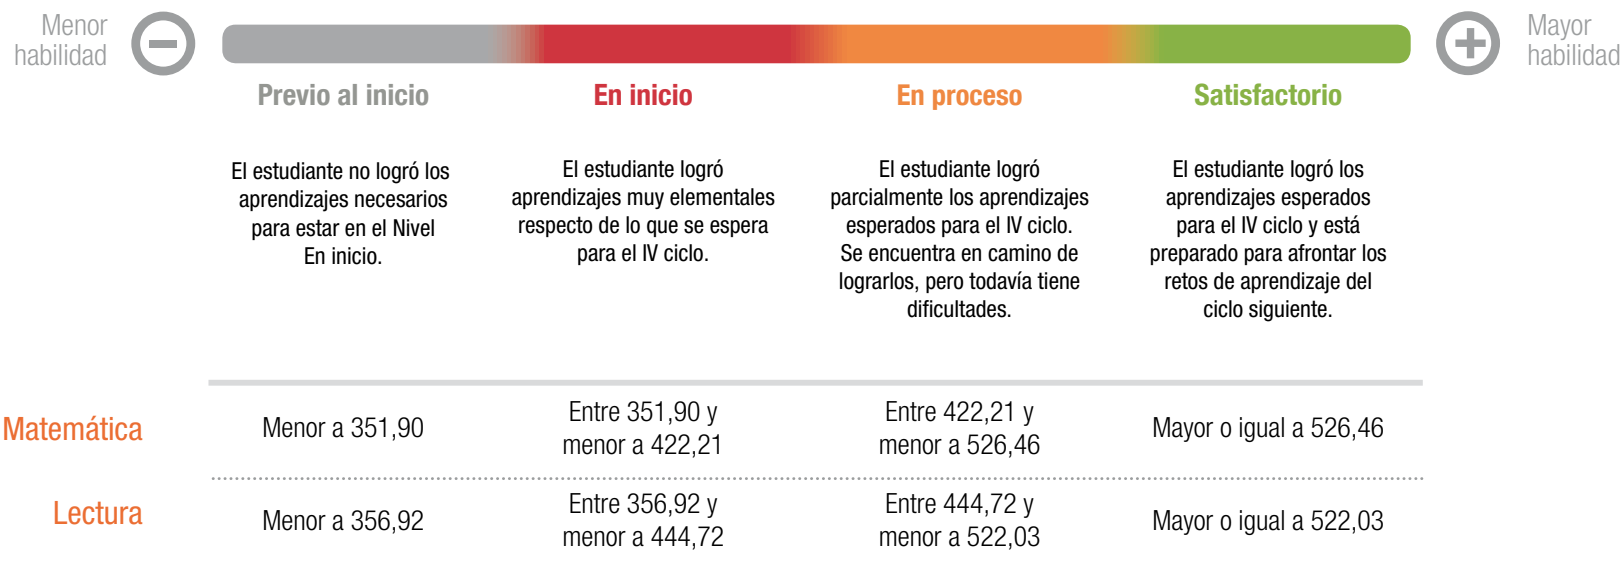 Menor
habilidad
Mayor
habilidad
Previo al inicio
En inicio
En proceso
Satisfactorio
El estudiante no logró los
aprendizajes necesarios
para estar en el Nivel
En inicio.
El estudiante logró
aprendizajes muy elementales
respecto de lo que se espera
para el IV ciclo.
El estudiante logró
parcialmente los aprendizajes
esperados para el IV ciclo.
Se encuentra en camino de
lograrlos, pero todavía tiene
dificultades.
El estudiante logró los
aprendizajes esperados
para el IV ciclo y está
preparado para afrontar los
retos de aprendizaje del
ciclo siguiente.
Matemática
Menor a 351,90
Entre 351,90 y
menor a 422,21
Entre 422,21 y
menor a 526,46
Mayor o igual a 526,46
Lectura
Menor a 356,92
Entre 356,92 y
menor a 444,72
Entre 444,72 y
menor a 522,03
Mayor o igual a 522,03